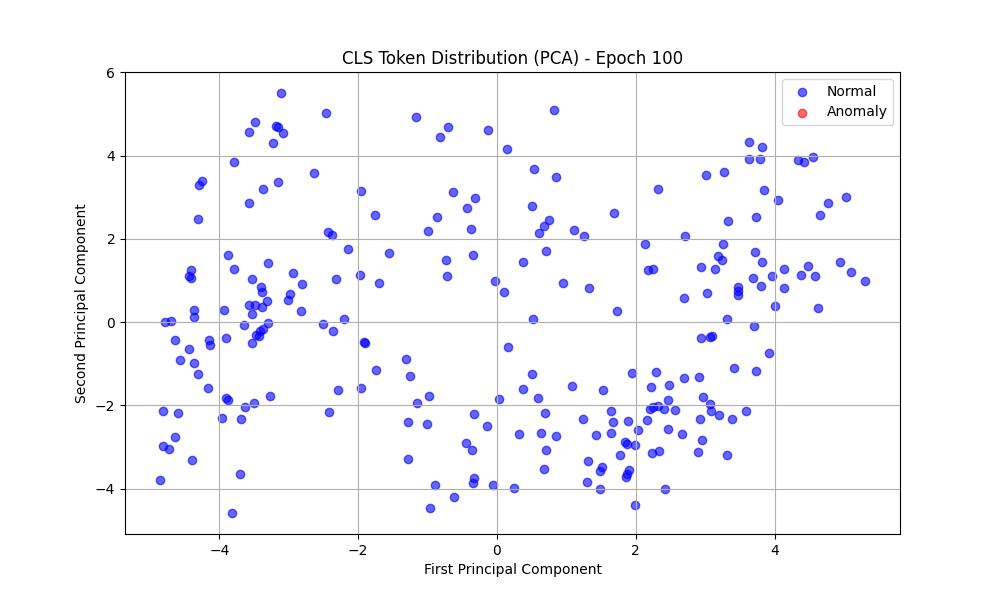 CLS Token Distribution (PCA) - Epoch 100
Normal
Anomaly
Second Principal Component
6
4
2
0
−2
−4
−4
−2
0
2
4
First Principal Component